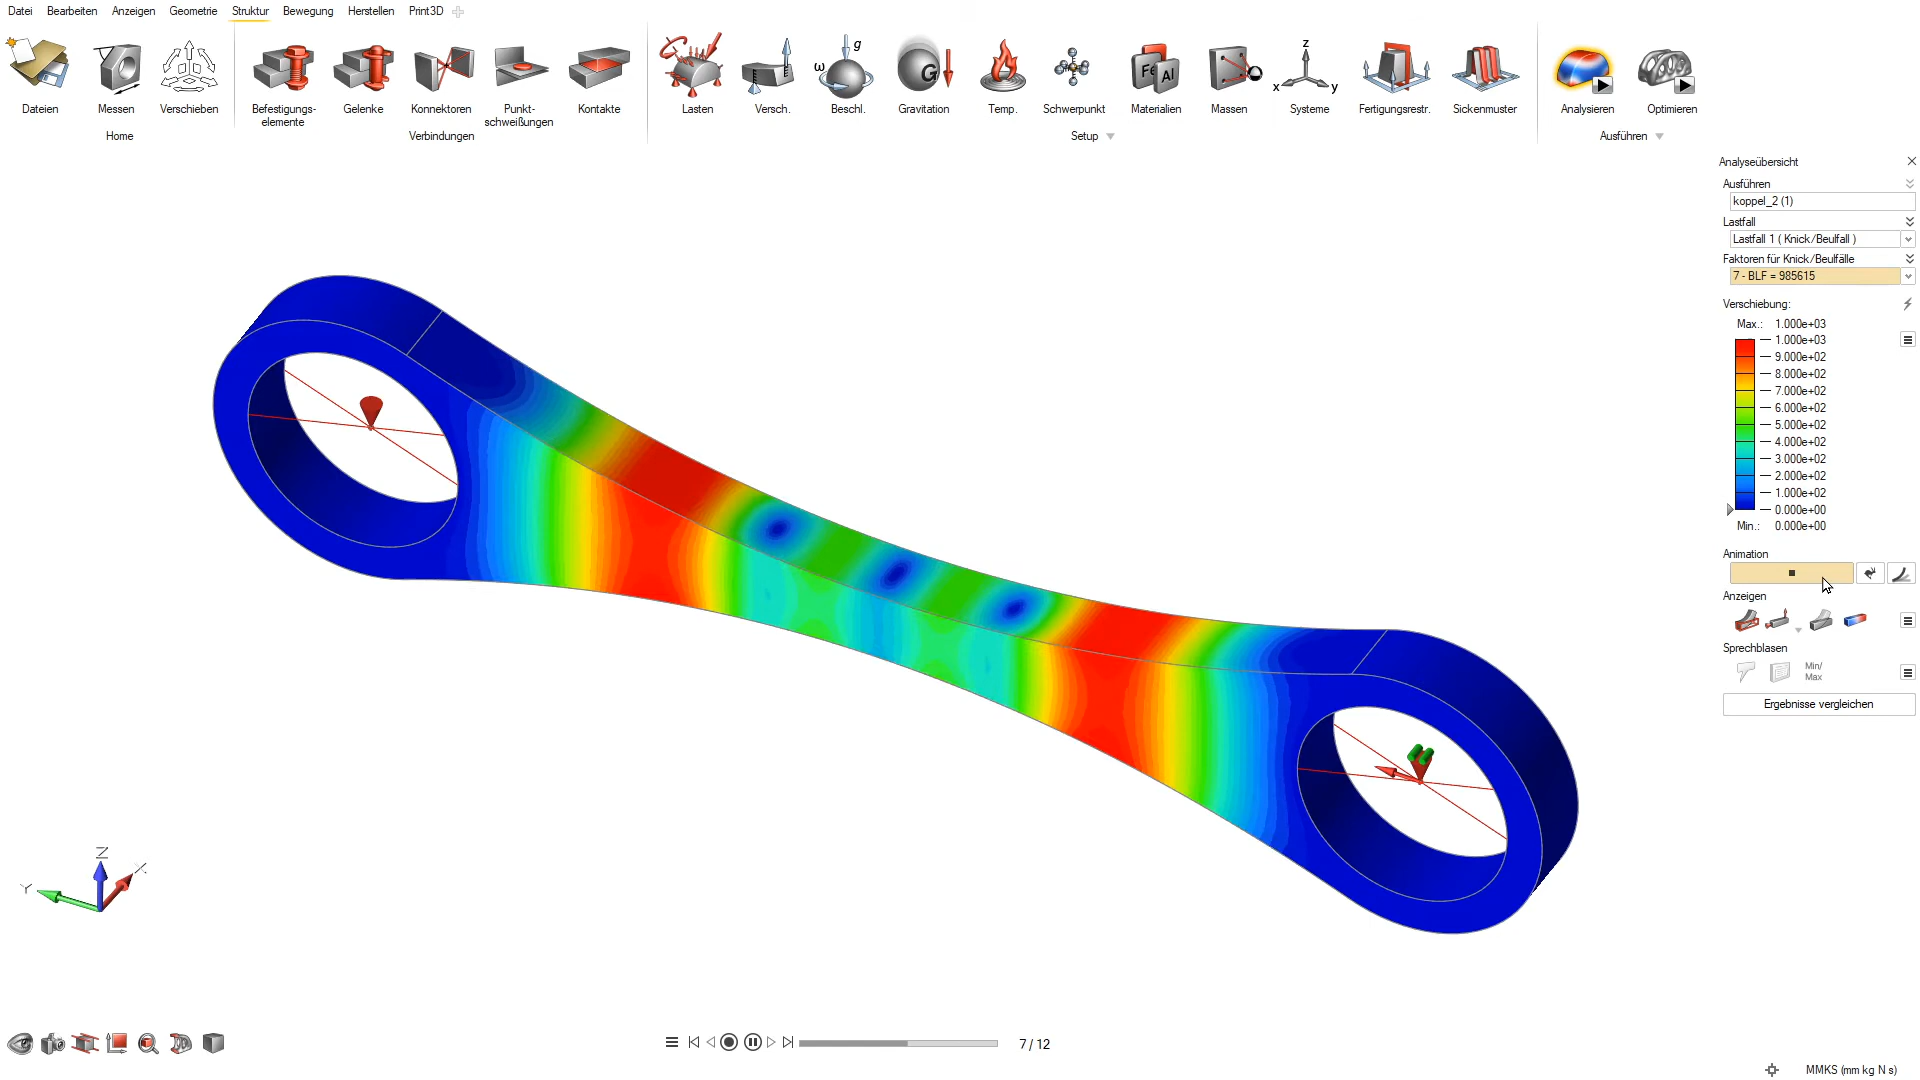 Datei Bearbeiten Anzeigen Geometrie Struktur Bewegung Herstellen Print3D
g
ω
G
Fe
Al
z
x
y
Dateien Messen Verschieben Befestigungs- Gelenke Konnektoren Punkt- Kontakte Lasten Versch. Beschl. Gravitation Temp. Schwerpunkt Materialien Massen Systeme Fertigungsrestr. Sickenmuster Analysieren Optimieren
elemente schweißungen
Home Verbindungen Setup Ausführen
Analyseübersicht
Ausführen
koppel_2 (1)
Lastfall
Lastfall 1 ( Knick/Beulfall )
Faktoren für Knick/Beulfälle
7 - BLF = 985615
Verschiebung:
Max.: 1.000e+03
1.000e+03
9.000e+02
8.000e+02
7.000e+02
6.000e+02
5.000e+02
4.000e+02
3.000e+02
2.000e+02
1.000e+02
0.000e+00
Min.: 0.000e+00
Animation
Anzeigen
Sprechblasen
Min/
Max
Ergebnisse vergleichen
Z
X
Y
7 / 12
MMKS (mm kg N s)